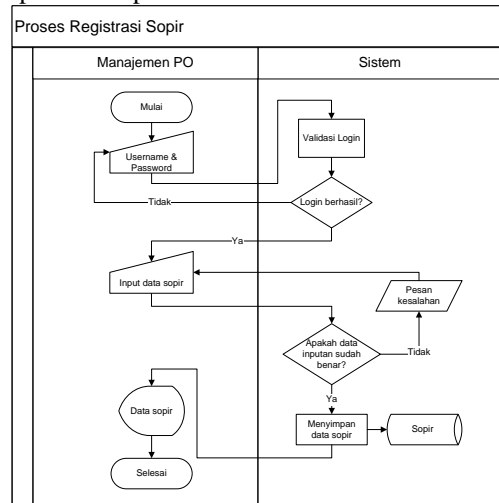 Proses Registrasi Sopir
Manajemen PO
Sistem
Mulai
Username &
Password
Validasi Login
Login berhasil?
Tidak
Ya
Input data sopir
Pesan
kesalahan
Apakah data
inputan sudah
benar?
Tidak
Ya
Data sopir
Menyimpan
data sopir
Sopir
Selesai